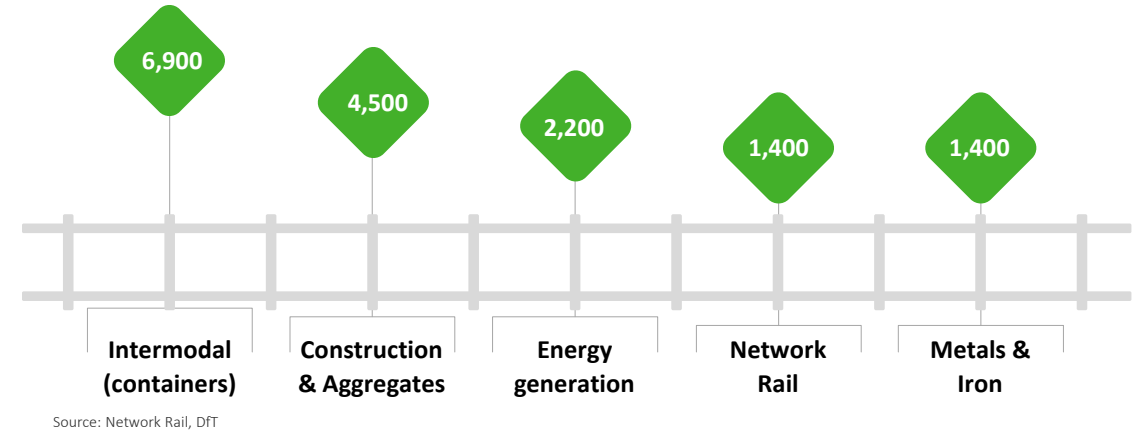 6,900
4,500
2,200
1,400
1,400
Intermodal
(containers)
Construction
& Aggregates
Energy
generation
Network
Rail
Metals &
Iron
Source: Network Rail, DfT